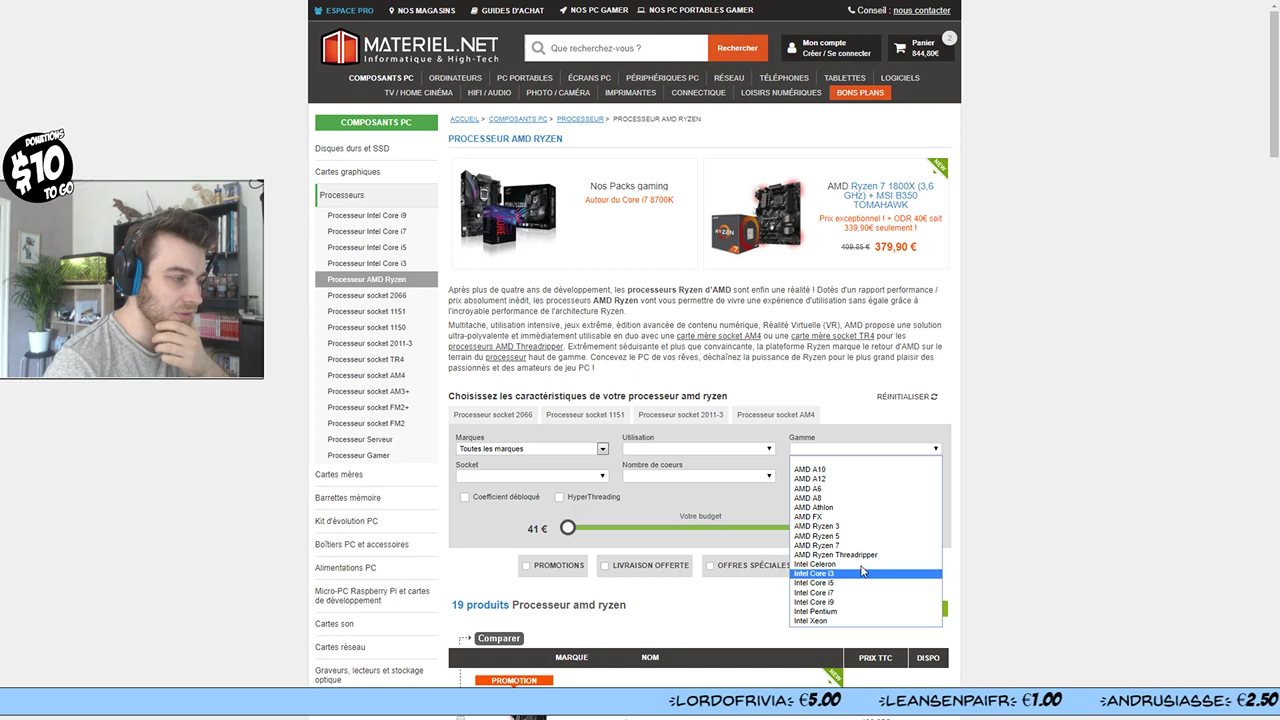 ESPACE PRO
NOS MAGASINS
GUIDES D'ACHAT
NOS PC GAMER
NOS PC PORTABLES GAMER
Conseil : nous contacter
MATERIEL.NET
Informatique & High-Tech
Que recherchez-vous ?
Rechercher
Mon compte
Créer / Se connecter
Panier
844,80€
2
COMPOSANTS PC
ORDINATEURS
PC PORTABLES
ÉCRANS PC
PÉRIPHÉRIQUES PC
RÉSEAU
TÉLÉPHONES
TABLETTES
LOGICIELS
TV / HOME CINÉMA
HIFI / AUDIO
PHOTO / CAMÉRA
IMPRIMANTES
CONNECTIQUE
LOISIRS NUMÉRIQUES
BONS PLANS
DONATIONS
$10
TO GO
COMPOSANTS PC
Disques durs et SSD
Cartes graphiques
Processeurs
Processeur Intel Core i9
Processeur Intel Core i7
Processeur Intel Core i5
Processeur Intel Core i3
Processeur AMD Ryzen
Processeur socket 2066
Processeur socket 1151
Processeur socket 1150
Processeur socket 2011-3
Processeur socket TR4
Processeur socket AM4
Processeur socket AM3+
Processeur socket FM2+
Processeur socket FM2
Processeur Serveur
Processeur Gamer
Cartes mères
Barrettes mémoire
Kit d'évolution PC
Boîtiers PC et accessoires
Alimentations PC
Micro-PC Raspberry Pi et cartes
de développement
Cartes son
Cartes réseau
Graveurs, lecteurs et stockage
optique
ACCUEIL > COMPOSANTS PC > PROCESSEUR > PROCESSEUR AMD RYZEN
PROCESSEUR AMD RYZEN
Nos Packs gaming
Autour du Core i7 8700K
NEW
RYZEN
AMD Ryzen 7 1800X (3,6
GHz) + MSI B350
TOMAHAWK
Prix exceptionnel ! + ODR 40€ soit
339,90€ seulement !
379,90 €
Après plus de quatre ans de développement, les processeurs Ryzen d'AMD sont enfin une réalité ! Dotés d'un rapport performance /
prix absolument inédit, les processeurs AMD Ryzen vont vous permettre de vivre une expérience d'utilisation sans égale grâce à
l'incroyable performance de l'architecture Ryzen.
Multitache, utilisation intensive, jeux extrême, édition avancée de contenu numérique, Réalité Virtuelle (VR), AMD propose une solution
ultra-polyvalente et immédiatement utilisable en duo avec une carte mère socket AM4 ou une carte mère socket TR4 pour les
processeurs AMD Threadripper. Extrêmement séduisante et plus que convaincante, la plateforme Ryzen marque le retour d'AMD sur le
terrain du processeur haut de gamme. Concevez le PC de vos rêves, déchaînez la puissance de Ryzen pour le plus grand plaisir des
passionnés et des amateurs de jeu PC !
Choisissez les caractéristiques de votre processeur amd ryzen
RÉINITIALISER
Processeur socket 2066
Processeur socket 1151
Processeur socket 2011-3
Processeur socket AM4
Marques
Utilisation
Gamme
Toutes les marques
Socket
Nombre de coeurs
Coefficient débloqué
HyperThreading
Votre budget
41 €
AMD A10
AMD A12
AMD A6
AMD A8
AMD Athlon
AMD FX
AMD Ryzen 3
AMD Ryzen 5
AMD Ryzen 7
AMD Ryzen Threadripper
Intel Celeron
Intel Core i3
Intel Core i5
Intel Core i7
Intel Core i9
Intel Pentium
Intel Xeon
PROMOTIONS
LIVRAISON OFFERTE
OFFRES SPÉCIALES
19 produits Processeur amd ryzen
Comparer
MARQUE
NOM
PRIX TTC
DISPO
PROMOTION
NEW
LORDOFRIVIA €5.00
LEANSENPAIFR €1.00
ANDRUSIASSE €2.50